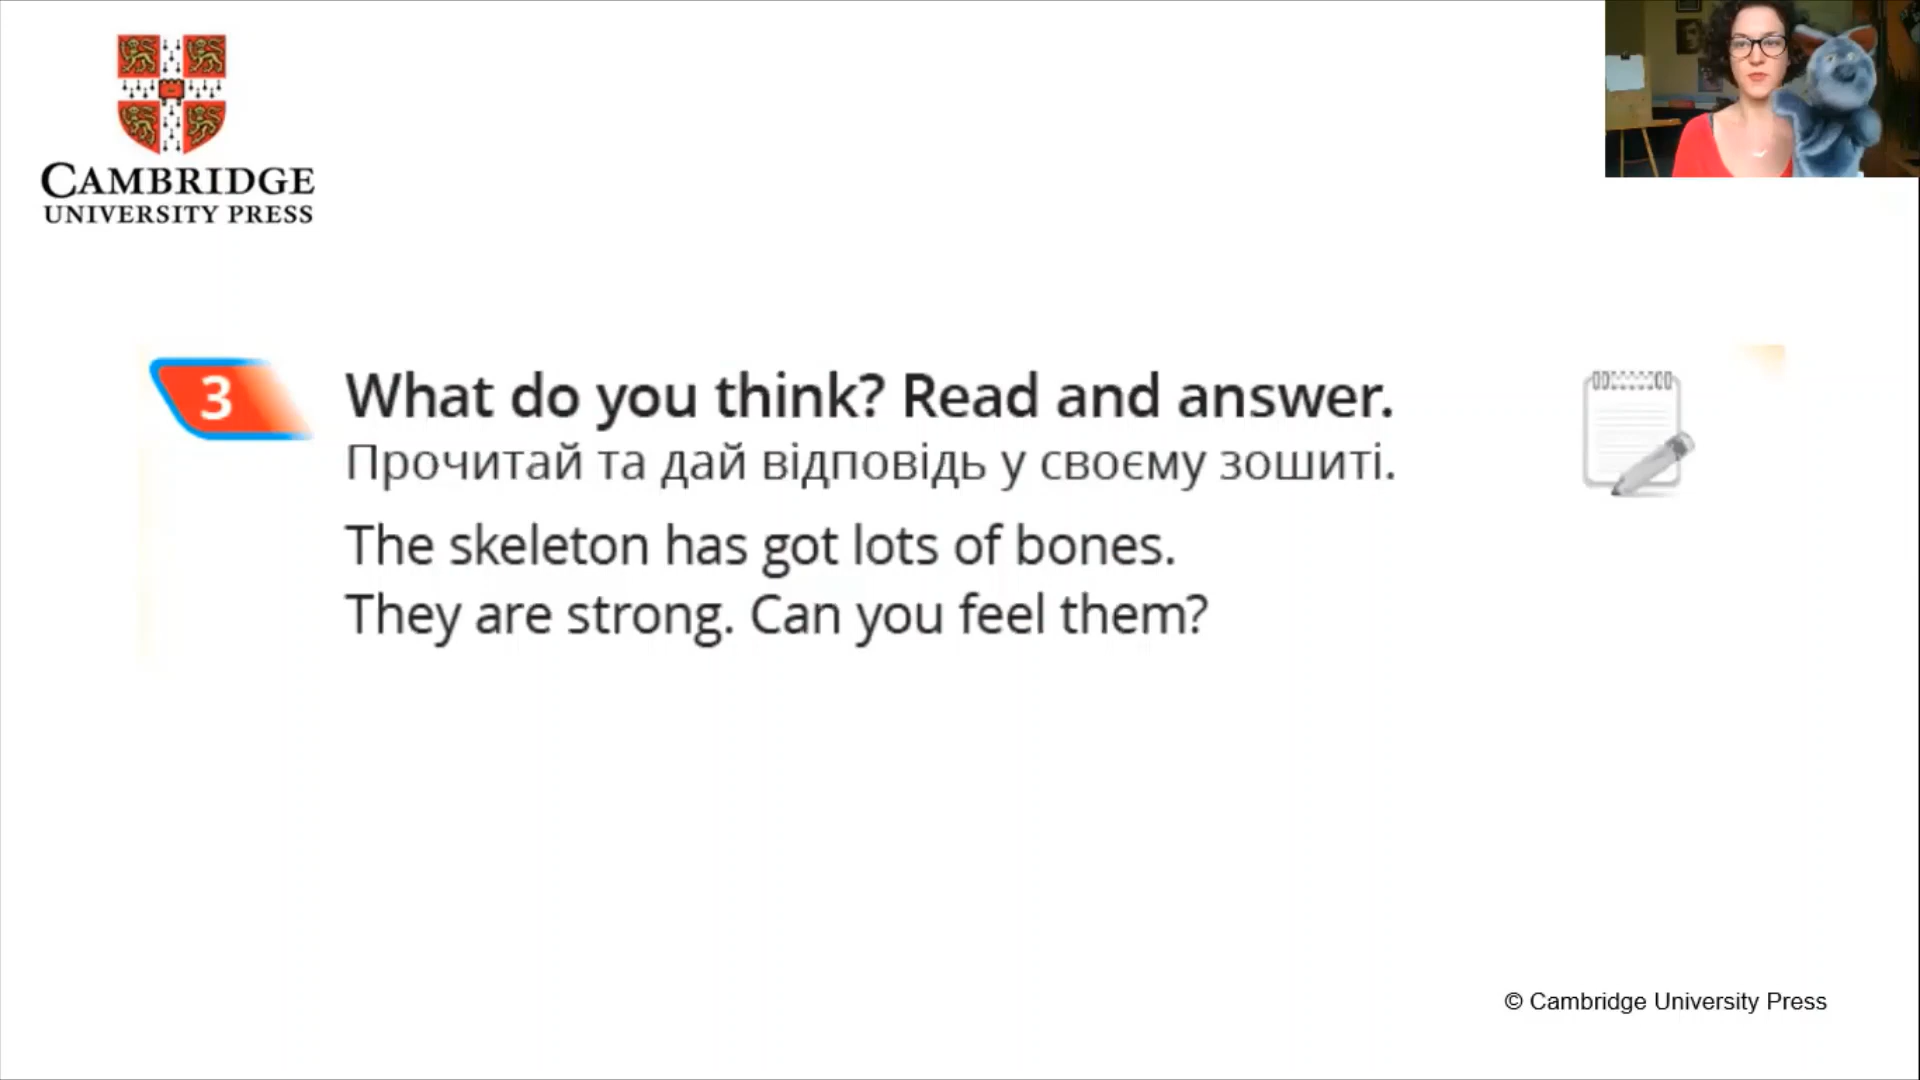 CAMBRIDGE
UNIVERSITY PRESS
3
What do you think? Read and answer.
Прочитай та дай відповідь у своєму зошиті.
The skeleton has got lots of bones.
They are strong. Can you feel them?
© Cambridge University Press